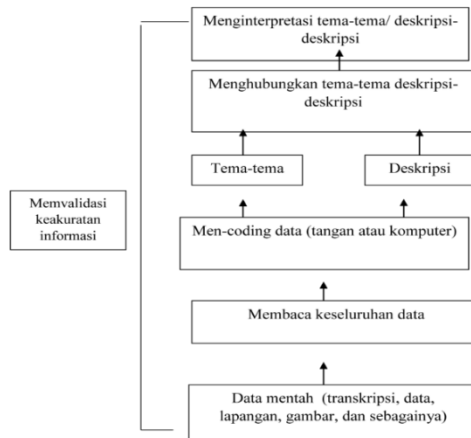 Menginterpretasi tema-tema/ deskripsi-
deskripsi
Menghubungkan tema-tema deskripsi-
deskripsi
Tema-tema
Deskripsi
Memvalidasi
keakuratan
informasi
Men-coding data (tangan atau komputer)
Membaca keseluruhan data
Data mentah (transkripsi, data,
lapangan, gambar, dan sebagainya)